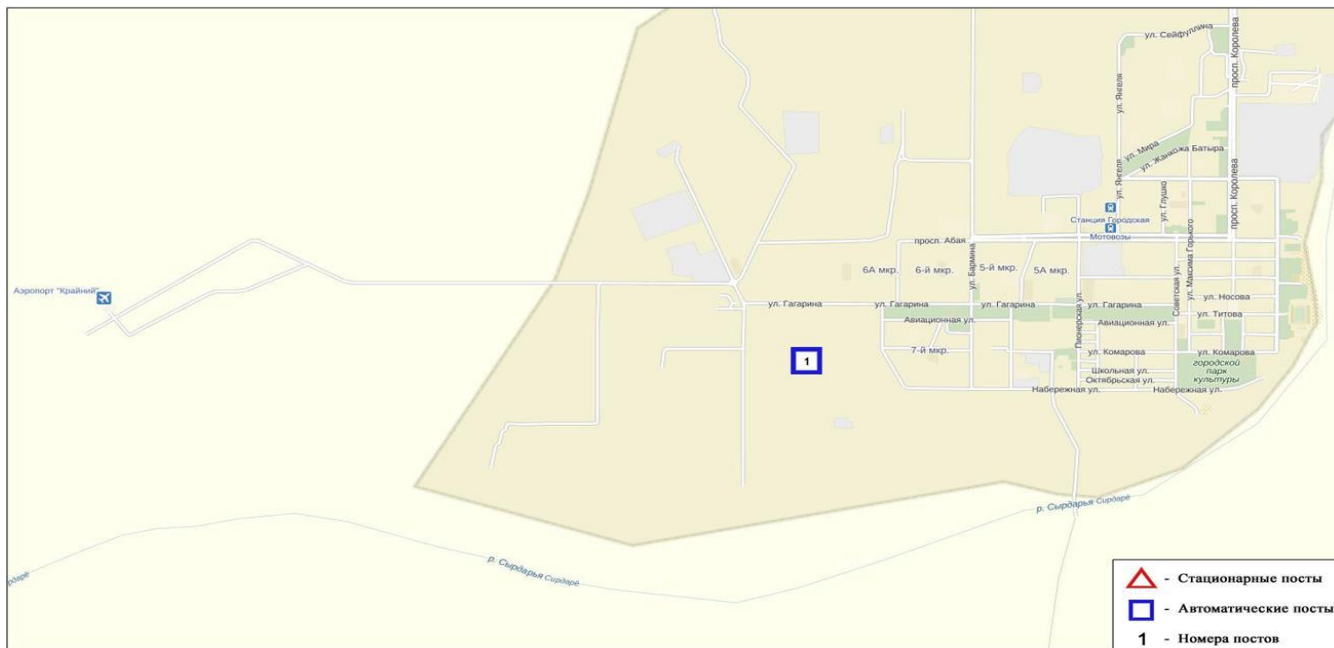 ул. Сейфуллина
просп. Королева
ул. Янгеля
ул. Мира
ул. Жанкожа Батыра
ул. Янгеля
просп. Королева
ул. Глушко
ул. Максима Горького
Станция Городская
Мотовозы
просп. Абая
6А мкр.
6-й мкр.
ул. Бармина
5-й мкр.
5А мкр.
Советская ул.
Аэропорт "Крайний"
ул. Гагарина
ул. Гагарина
ул. Гагарина
ул. Гагарина
ул. Носова
Пионерская ул.
ул. Титова
Авиационная ул.
Авиационная ул.
7-й мкр.
ул. Комарова
ул. Комарова
1
городской
парк
культуры
Школьная ул.
Октябрьская ул.
Набережная ул.
Набережная ул.
р. Сырдарья Сирдарё
р. Сырдарья Сирдарё
рдарё
- Стационарные посты
- Автоматические посты
1 - Номера постов